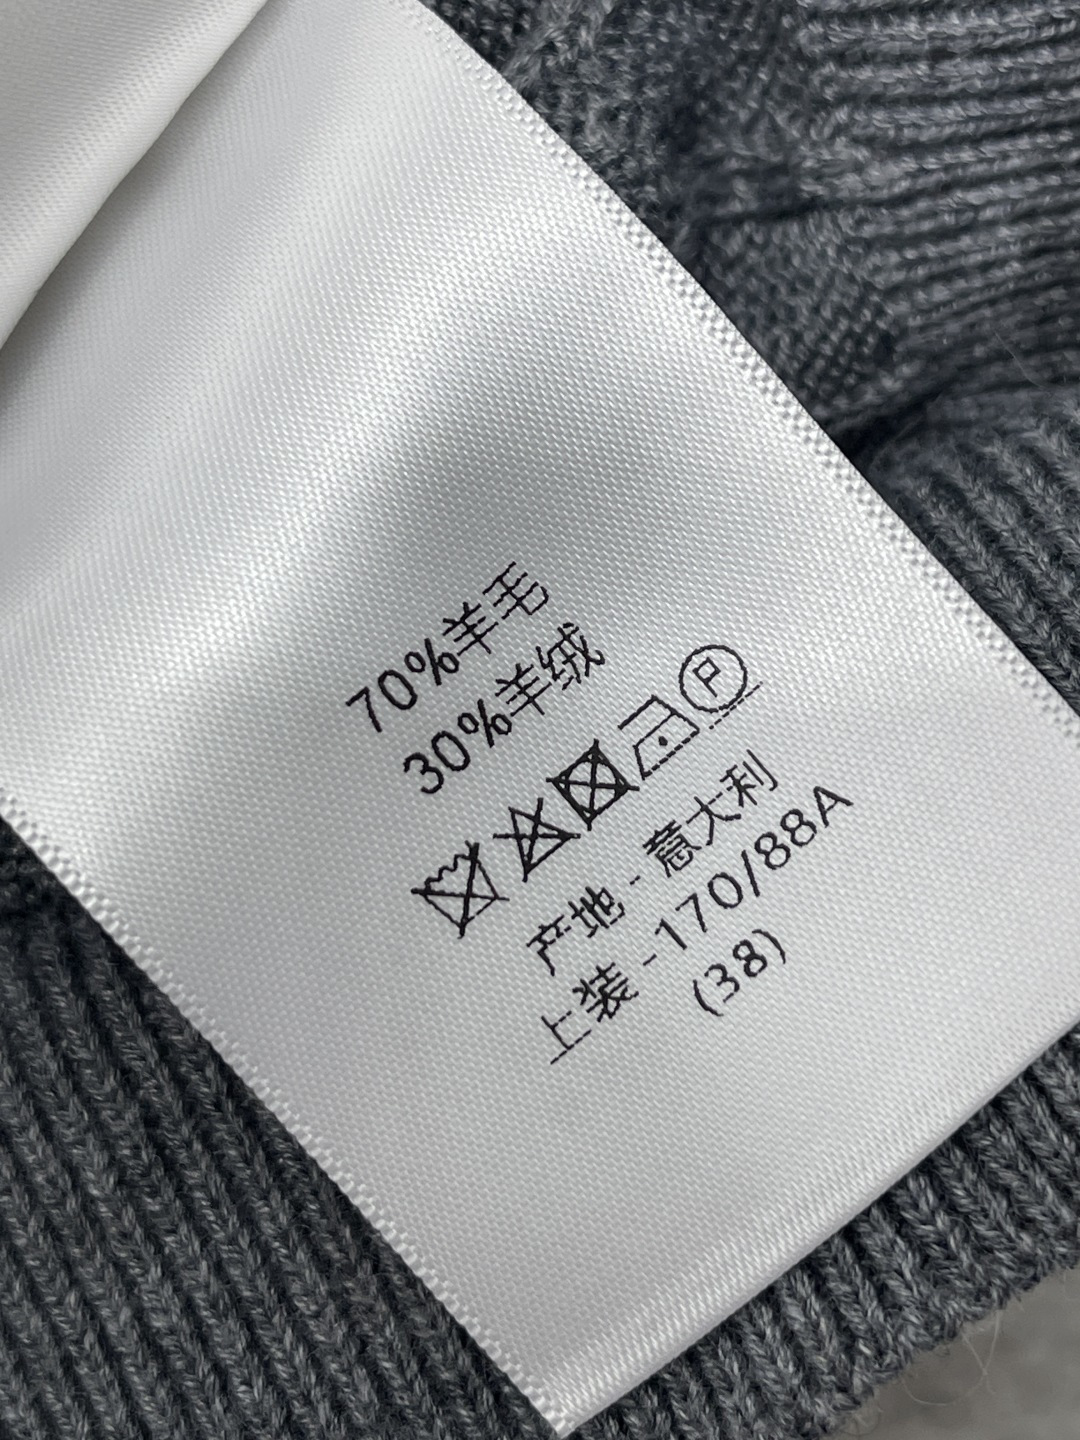 70%羊毛
30%羊绒
P
产地 - 意大利
上装 -170/88A
(38)